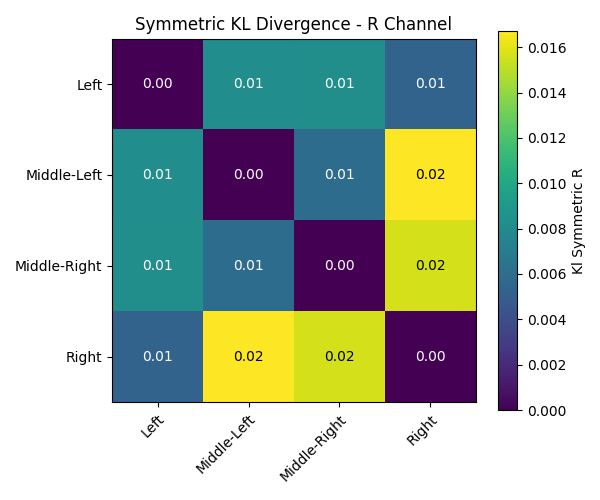 Symmetric KL Divergence - R Channel
Left
0.00 0.01 0.01 0.01
Middle-Left
0.01 0.00 0.01 0.02
Middle-Right
0.01 0.01 0.00 0.02
Right
0.01 0.02 0.02 0.00
Left
Middle-Left
Middle-Right
Right
0.016
0.014
0.012
0.010
0.008
0.006
0.004
0.002
0.000
Kl Symmetric R